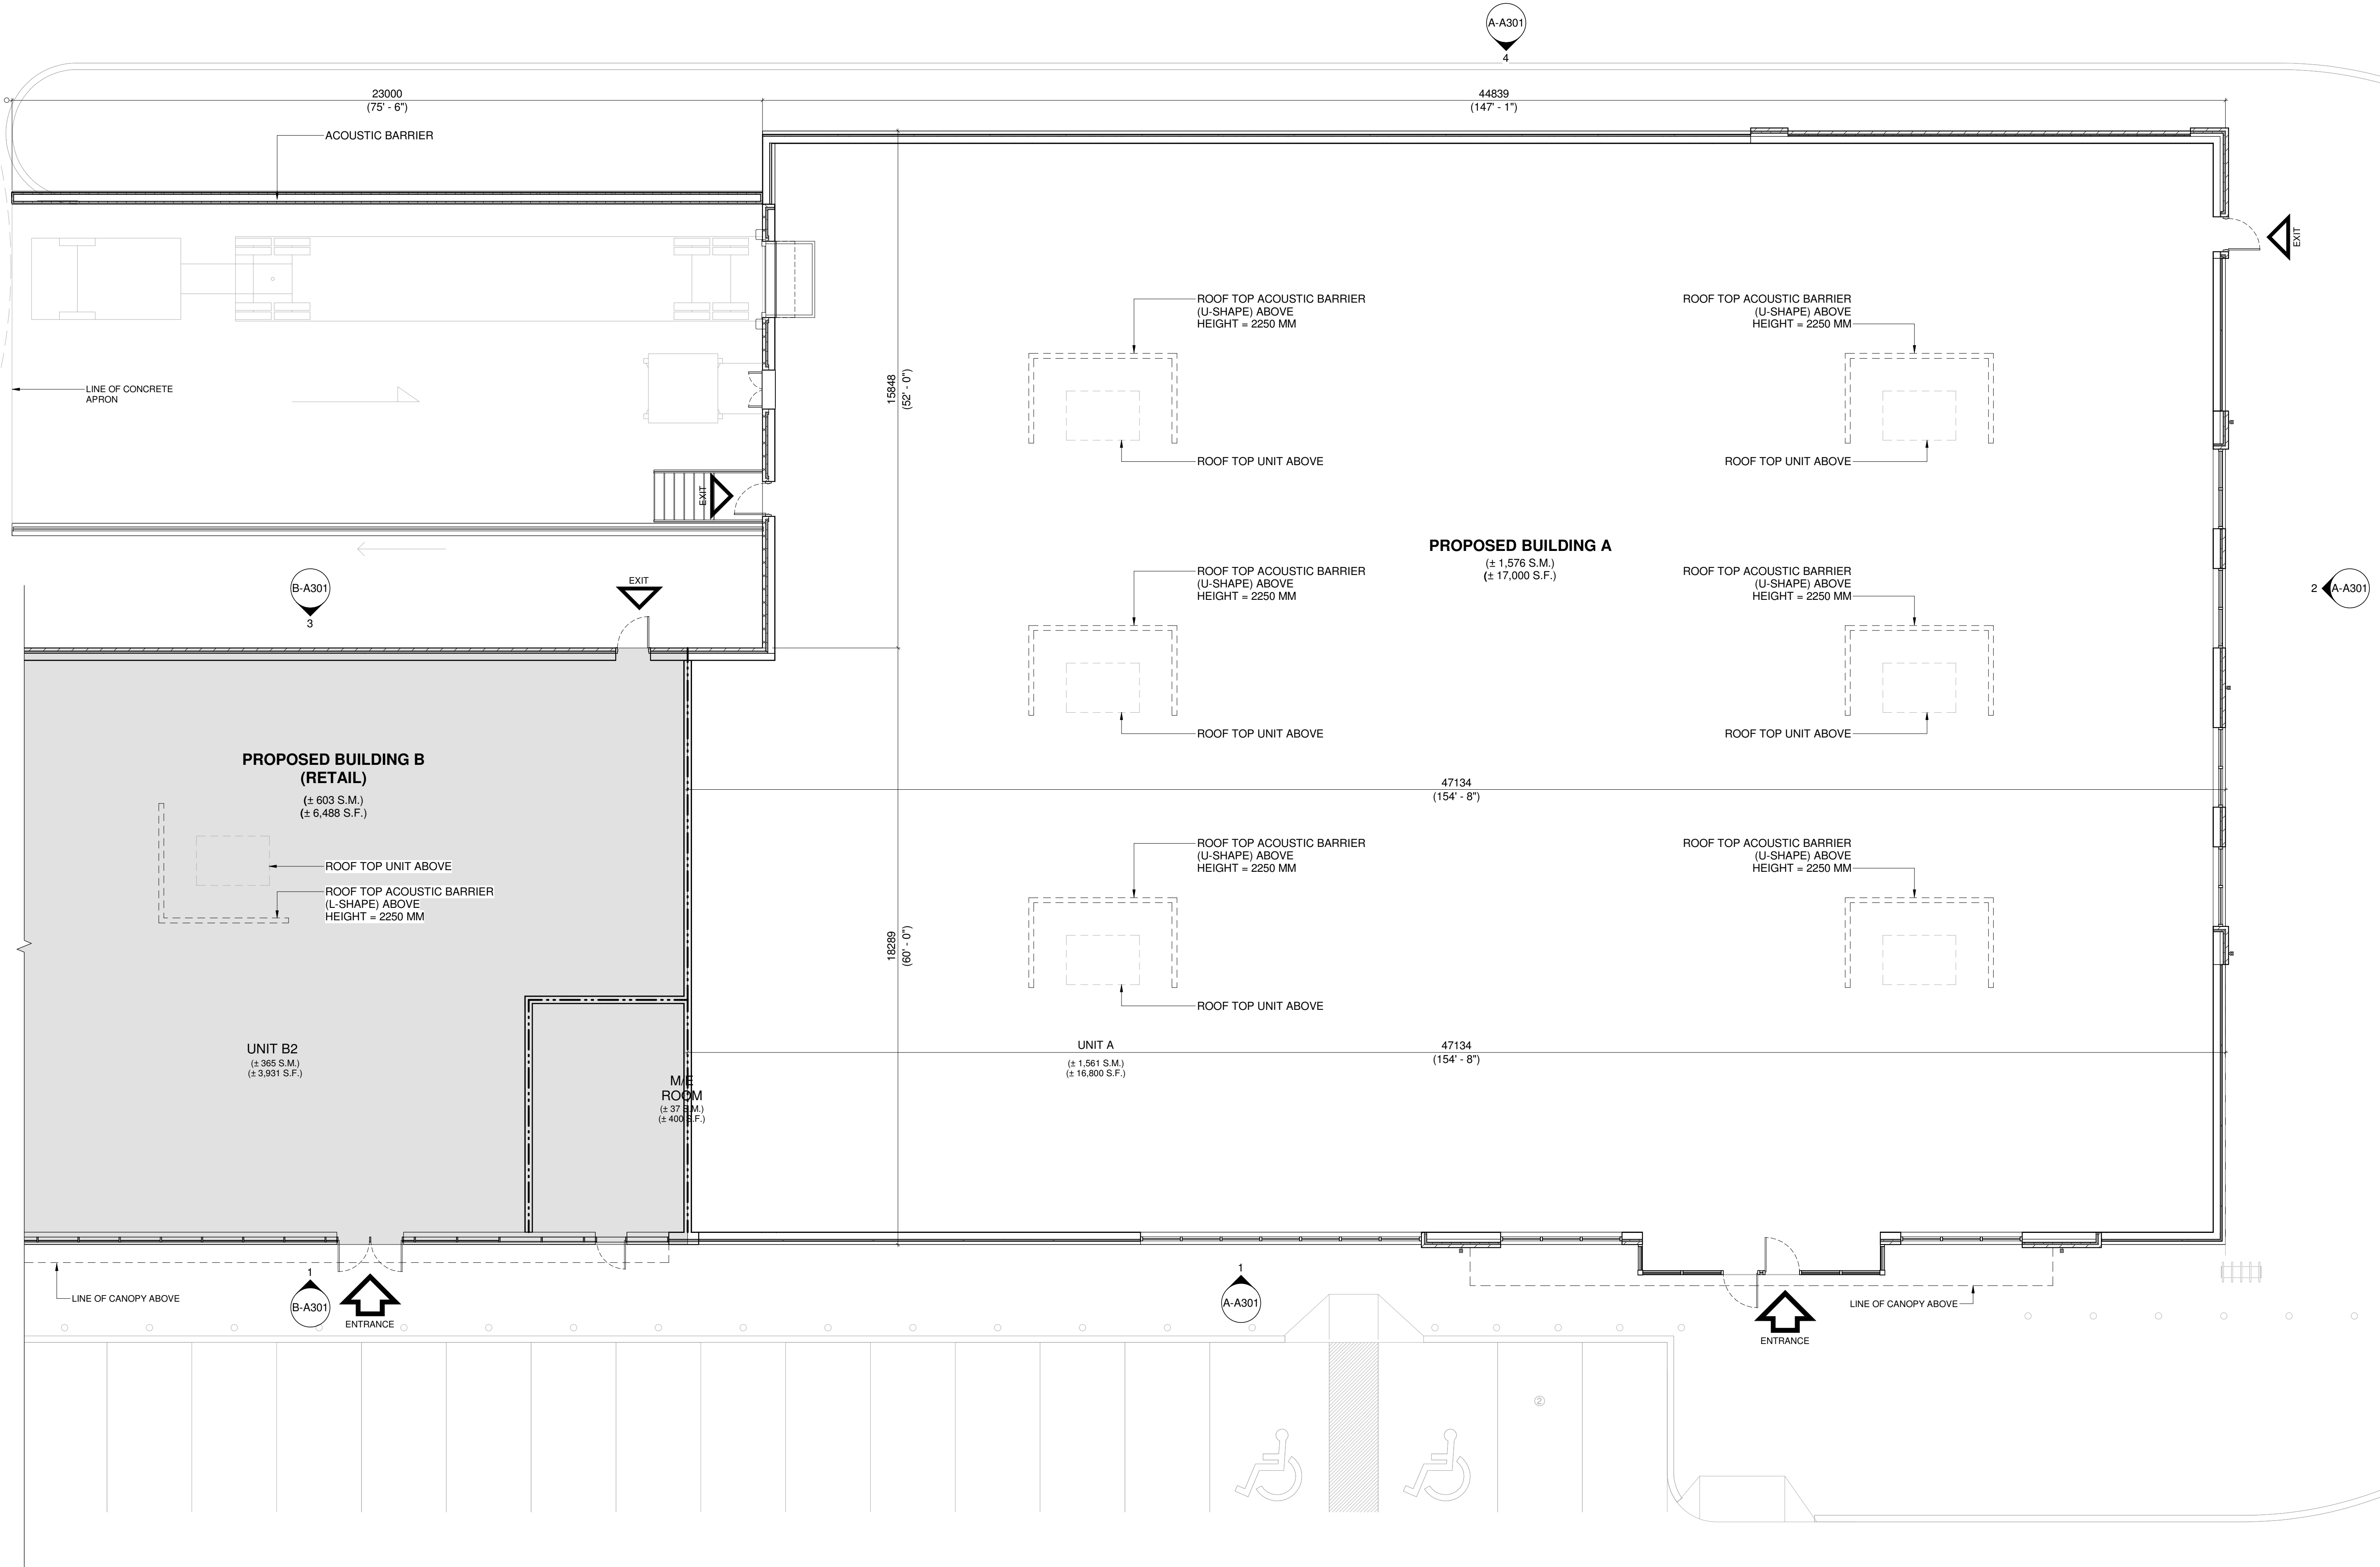 A-A301
4
23000
(75' - 6")
44839
(147' - 1")
ACOUSTIC BARRIER
EXIT
ROOF TOP ACOUSTIC BARRIER
(U-SHAPE) ABOVE
HEIGHT = 2250 MM
ROOF TOP ACOUSTIC BARRIER
(U-SHAPE) ABOVE
HEIGHT = 2250 MM
LINE OF CONCRETE
APRON
15848
(52' - 0")
ROOF TOP UNIT ABOVE
ROOF TOP UNIT ABOVE
EXIT
PROPOSED BUILDING A
(± 1,576 S.M.)
(± 17,000 S.F.)
B-A301
3
EXIT
ROOF TOP ACOUSTIC BARRIER
(U-SHAPE) ABOVE
HEIGHT = 2250 MM
ROOF TOP ACOUSTIC BARRIER
(U-SHAPE) ABOVE
HEIGHT = 2250 MM
2
A-A301
ROOF TOP UNIT ABOVE
ROOF TOP UNIT ABOVE
PROPOSED BUILDING B
(RETAIL)
(± 603 S.M.)
(± 6,488 S.F.)
47134
(154' - 8")
ROOF TOP UNIT ABOVE
ROOF TOP ACOUSTIC BARRIER
(L-SHAPE) ABOVE
HEIGHT = 2250 MM
ROOF TOP ACOUSTIC BARRIER
(U-SHAPE) ABOVE
HEIGHT = 2250 MM
ROOF TOP ACOUSTIC BARRIER
(U-SHAPE) ABOVE
HEIGHT = 2250 MM
18289
(60' - 0")
ROOF TOP UNIT ABOVE
UNIT B2
(± 365 S.M.)
(± 3,931 S.F.)
UNIT A
(± 1,561 S.M.)
(± 16,800 S.F.)
47134
(154' - 8")
M/E
ROOM
(± 37 S.M.)
(± 400 S.F.)
LINE OF CANOPY ABOVE
1
B-A301
ENTRANCE
1
A-A301
LINE OF CANOPY ABOVE
ENTRANCE
2